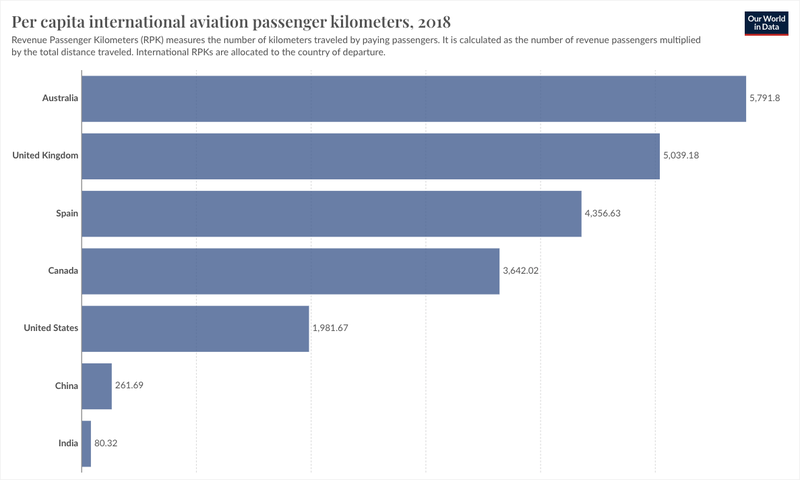 Per capita international aviation passenger kilometers, 2018
Our World
in Data
Revenue Passenger Kilometers (RPK) measures the number of kilometers traveled by paying passengers. It is calculated as the number of revenue passengers multiplied
by the total distance traveled. International RPKs are allocated to the country of departure.
Australia 5,791.8
United Kingdom 5,039.18
Spain 4,356.63
Canada 3,642.02
United States 1,981.67
China 261.69
India 80.32